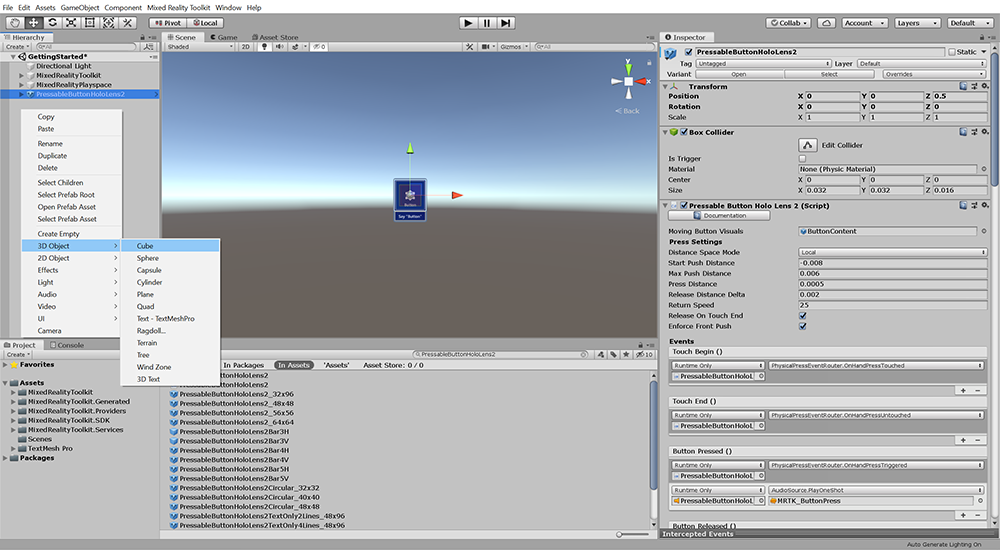 File Edit Assets GameObject Component Mixed Reality Toolkit Window Help
Pivot Local
Collab Account Layers Default
Hierarchy
Create All
GettingStarted*
Directional Light
MixedRealityToolkit
MixedRealityPlayspace
PressableButtonHoloLens2
Copy
Paste
Rename
Duplicate
Delete
Select Children
Select Prefab Root
Open Prefab Asset
Select Prefab Asset
Create Empty
3D Object
2D Object
Effects
Light
Audio
Video
UI
Camera
Cube
Sphere
Capsule
Cylinder
Plane
Quad
Text - TextMeshPro
Ragdoll...
Terrain
Tree
Wind Zone
3D Text
Scene Game Asset Store
Shaded 2D 0 Gizmos All
y
x
Back
Button
Say "Button"
Project Console
Create
Favorites
Assets
MixedRealityToolkit
MixedRealityToolkit.Generated
MixedRealityToolkit.Providers
MixedRealityToolkit.SDK
MixedRealityToolkit.Services
Scenes
TextMesh Pro
Packages
PressableButtonHoloLens2 10
In Packages In Assets 'Assets' Asset Store: 0 / 0
PressableButtonHoloLens2
PressableButtonHoloLens2
PressableButtonHoloLens2_32x96
PressableButtonHoloLens2_48x48
PressableButtonHoloLens2_56x56
PressableButtonHoloLens2_64x64
PressableButtonHoloLens2Bar3H
PressableButtonHoloLens2Bar3V
PressableButtonHoloLens2Bar4H
PressableButtonHoloLens2Bar4V
PressableButtonHoloLens2Bar5H
PressableButtonHoloLens2Bar5V
PressableButtonHoloLens2Circular_32x32
PressableButtonHoloLens2Circular_40x40
PressableButtonHoloLens2Circular_48x48
PressableButtonHoloLens2TextOnly2Lines_48x96
PressableButtonHoloLens2TextOnly4Lines_48x96
Inspector
PressableButtonHoloLens2 Static
Tag Untagged Layer Default
Variant Open Select Overrides
Transform
Position X 0 Y 0 Z 0.5
Rotation X 0 Y 0 Z 0
Scale X 1 Y 1 Z 1
Box Collider
Edit Collider
Is Trigger
Material None (Physic Material)
Center X 0 Y 0 Z 0
Size X 0.032 Y 0.032 Z 0.016
Pressable Button Holo Lens 2 (Script)
Documentation
Moving Button Visuals ButtonContent
Press Settings
Distance Space Mode Local
Start Push Distance -0.008
Max Push Distance 0.006
Press Distance 0.0005
Release Distance Delta 0.002
Return Speed 25
Release On Touch End
Enforce Front Push
Events
Touch Begin ()
Runtime Only PhysicalPressEventRouter.OnHandPressTouched
PressableButtonHoloL
Touch End ()
Runtime Only PhysicalPressEventRouter.OnHandPressUntouched
PressableButtonHoloL
Button Pressed ()
Runtime Only PhysicalPressEventRouter.OnHandPressTriggered
PressableButtonHoloL
Runtime Only AudioSource.PlayOneShot
PressableButtonHoloL MRTK_ButtonPress
Button Released ()
Intercepted Events
Auto Generate Lighting On